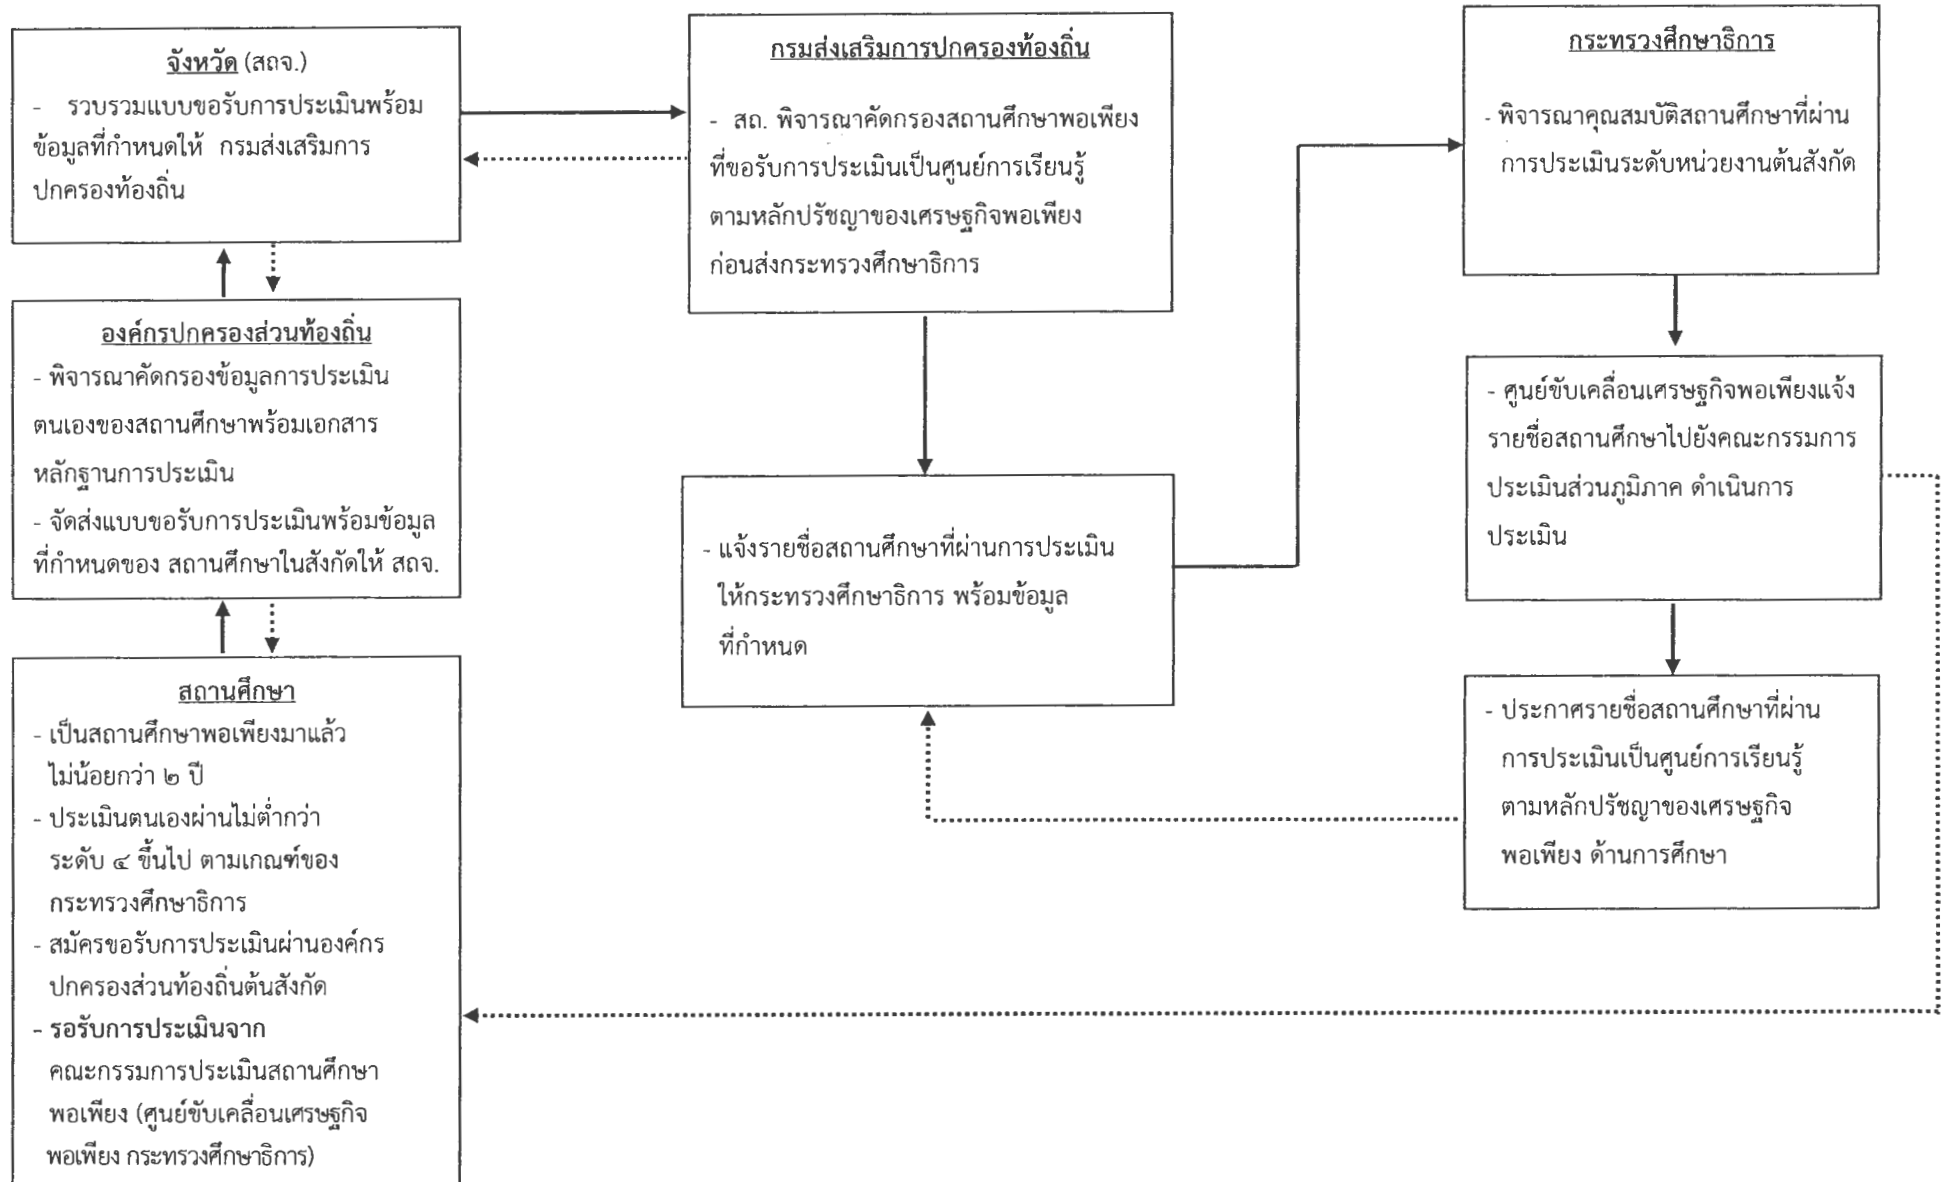 จังหวัด (สถจ.)
- รวบรวมแบบขอรับการประเมินพร้อม
ข้อมูลที่กำหนดให้ กรมส่งเสริมการ
ปกครองท้องถิ่น
องค์กรปกครองส่วนท้องถิ่น
- พิจารณาคัดกรองข้อมูลการประเมิน
ตนเองของสถานศึกษาพร้อมเอกสาร
หลักฐานการประเมิน
- จัดส่งแบบขอรับการประเมินพร้อมข้อมูล
ที่กำหนดของ สถานศึกษาในสังกัดให้ สถจ.
สถานศึกษา
- เป็นสถานศึกษาพอเพียงมาแล้ว
ไม่น้อยกว่า ๒ ปี
- ประเมินตนเองผ่านไม่ต่ำกว่า
ระดับ ๔ ขึ้นไป ตามเกณฑ์ของ
กระทรวงศึกษาธิการ
- สมัครขอรับการประเมินผ่านองค์กร
ปกครองส่วนท้องถิ่นต้นสังกัด
- รอรับการประเมินจาก
คณะกรรมการประเมินสถานศึกษา
พอเพียง (ศูนย์ขับเคลื่อนเศรษฐกิจ
พอเพียง กระทรวงศึกษาธิการ)
กรมส่งเสริมการปกครองท้องถิ่น
- สถ. พิจารณาคัดกรองสถานศึกษาพอเพียง
ที่ขอรับการประเมินเป็นศูนย์การเรียนรู้
ตามหลักปรัชญาของเศรษฐกิจพอเพียง
ก่อนส่งกระทรวงศึกษาธิการ
- แจ้งรายชื่อสถานศึกษาที่ผ่านการประเมิน
ให้กระทรวงศึกษาธิการ พร้อมข้อมูล
ที่กำหนด
กระทรวงศึกษาธิการ
- พิจารณาคุณสมบัติสถานศึกษาที่ผ่าน
การประเมินระดับหน่วยงานต้นสังกัด
- ศูนย์ขับเคลื่อนเศรษฐกิจพอเพียงแจ้ง
รายชื่อสถานศึกษาไปยังคณะกรรมการ
ประเมินส่วนภูมิภาค ดำเนินการ
ประเมิน
- ประกาศรายชื่อสถานศึกษาที่ผ่าน
การประเมินเป็นศูนย์การเรียนรู้
ตามหลักปรัชญาของเศรษฐกิจ
พอเพียง ด้านการศึกษา